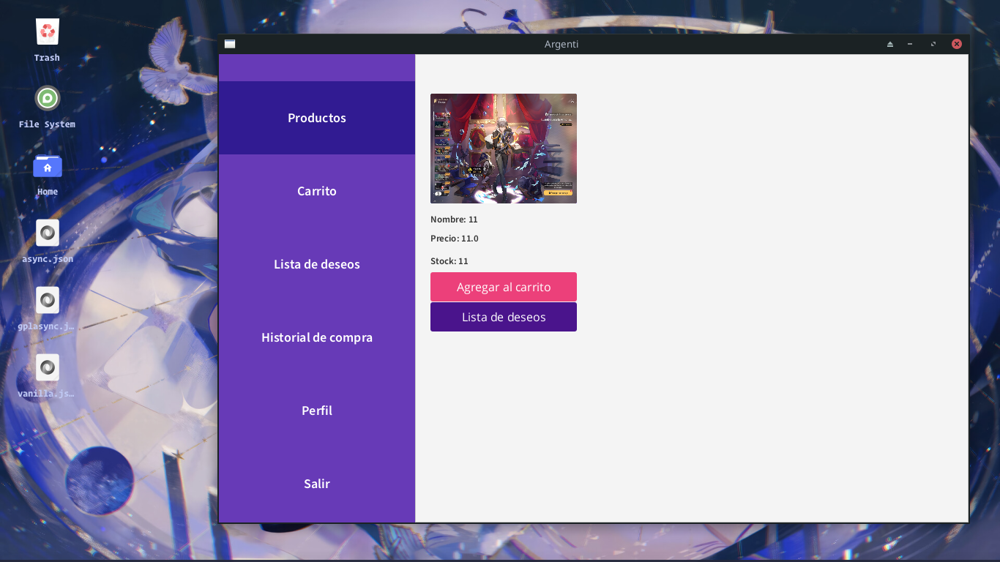 Trash
File System
Home
async.json
gplasync.j…
vanilla.js…
Argenti
Productos
Carrito
Lista de deseos
Historial de compra
Perfil
Salir
Nombre: 11
Precio: 11.0
Stock: 11
Agregar al carrito
Lista de deseos